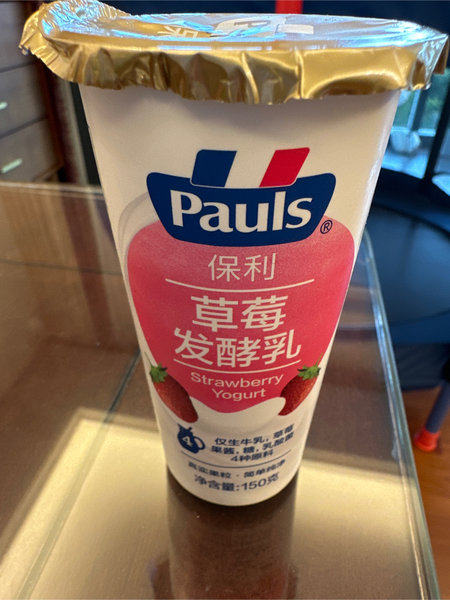 Pauls®
保利
草莓
发酵乳
Strawberry
Yogurt
4
仅生牛乳, 草莓
果酱, 糖, 乳酸菌
4种原料
真实果粒 · 简单纯净
净含量:150克